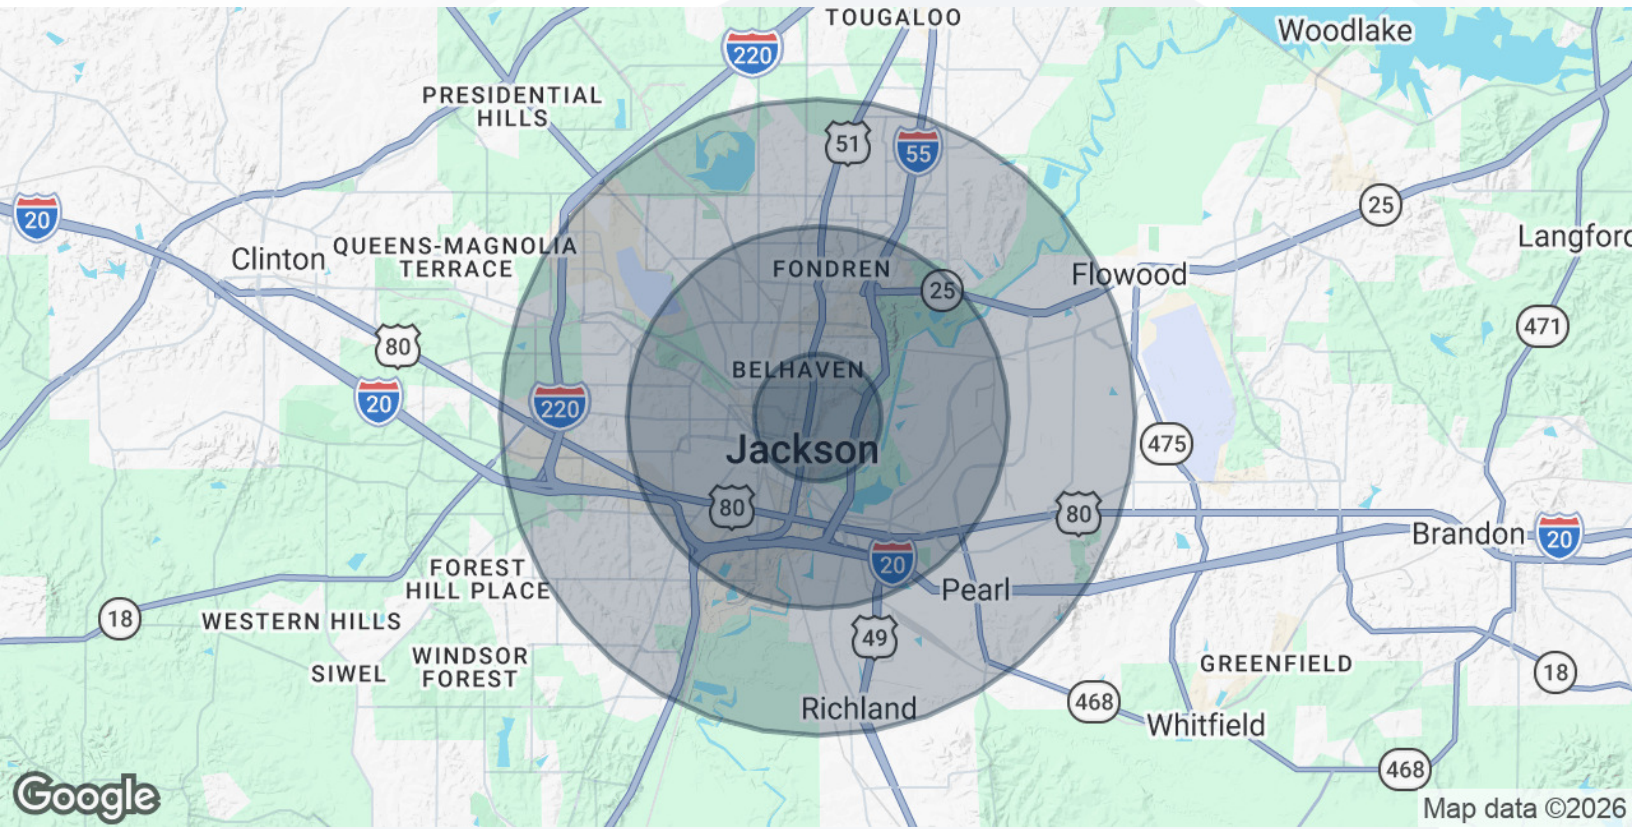 TOUGALOO
Woodlake
220
PRESIDENTIAL
HILLS
51
55
20
25
Clinton
QUEENS-MAGNOLIA
TERRACE
Langford
FONDREN
Flowood
25
471
80
BELHAVEN
20
220
475
Jackson
80
80
Brandon
20
20
FOREST
HILL PLACE
Pearl
18
WESTERN HILLS
49
WINDSOR
FOREST
SIWEL
GREENFIELD
18
Richland
468
Whitfield
468
Google
Map data ©2026